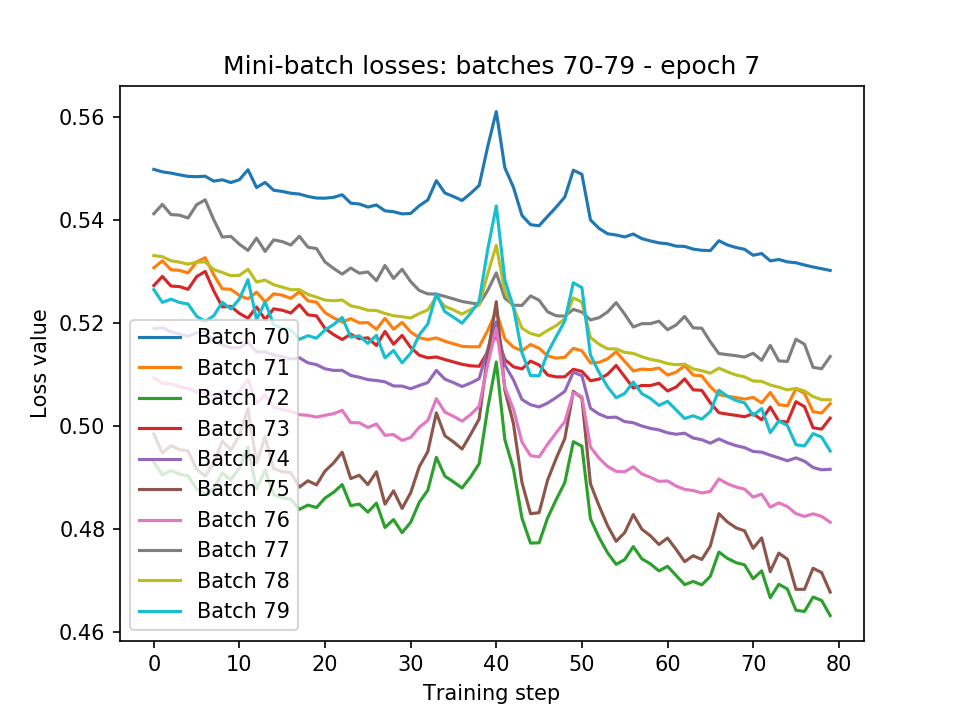 Mini-batch losses: batches 70-79 - epoch 7
Loss value
0.56
0.54
0.52
0.50
0.48
0.46
Batch 70
Batch 71
Batch 72
Batch 73
Batch 74
Batch 75
Batch 76
Batch 77
Batch 78
Batch 79
0 10 20 30 40 50 60 70 80
Training step